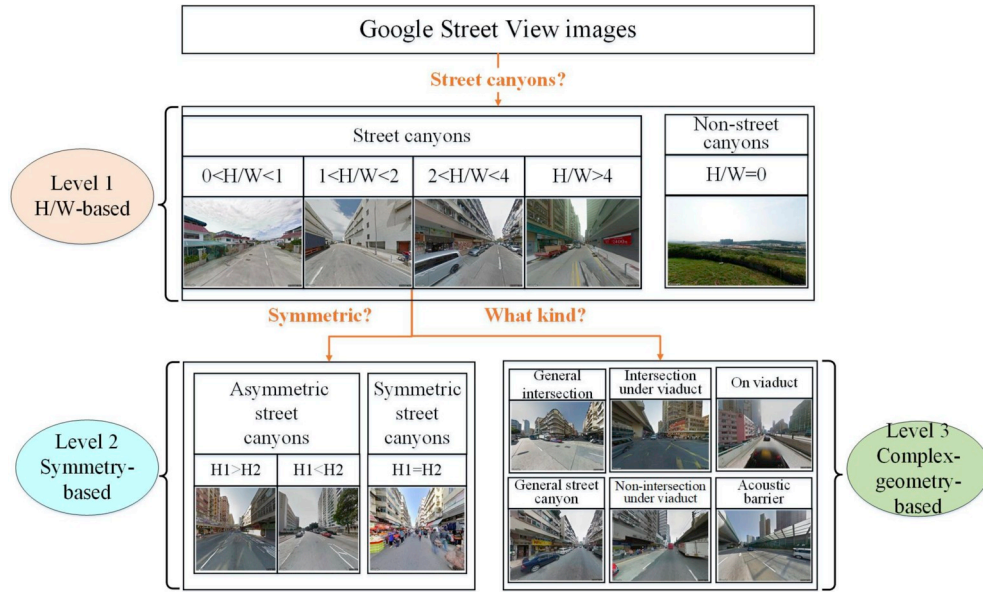 Google Street View images
Street canyons?
Street canyons
Non-street
canyons
0<H/W<1
1<H/W<2
2<H/W<4
H/W>4
H/W=0
Level 1
H/W-based
Symmetric?
What kind?
Asymmetric
street
canyons
Symmetric
street
canyons
H1>H2
H1<H2
H1=H2
Level 2
Symmetry-
based
General
intersection
Intersection
under viaduct
On viaduct
General street
canyon
Non-intersection
under viaduct
Acoustic
barrier
Level 3
Complex-
geometry-
based